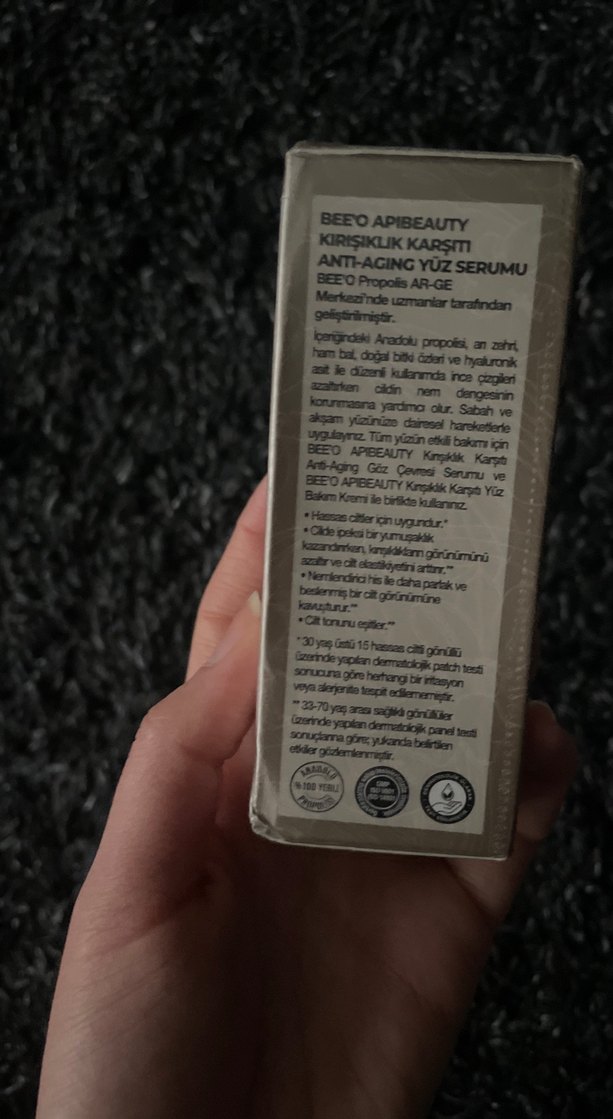 BEE'O APIBEAUTY
KIRIŞIKLIK KARŞITI
ANTI-AGING YÜZ SERUMU
BEE'O Propolis AR-GE
Merkezi'nde uzmanlar tarafından
geliştirilmiştir.
İçeriğindeki Anadolu propolisi, arı zehri,
ham bal, doğal bitki özleri ve hyaluronik
asit ile düzenli kullanımda ince çizgileri
azaltırken cildin nem dengesinin
korunmasına yardımcı olur. Sabah ve
akşam yüzünüze dairesel hareketlerle
uygulayınız. Tüm yüzün etkili bakımı için
BEE'O APIBEAUTY Kırışıklık Karşıtı
Anti-Aging Göz Çevresi Serumu ve
BEE'O APIBEAUTY Kırışıklık Karşıtı Yüz
Bakım Kremi ile birlikte kullanınız.
• Hassas ciltler için uygundur.*
• Cilde ipeksi bir yumuşaklık
kazandırırken, kırışıklıkların görünümünü
azaltır ve cilt elastikiyetini arttırır.**
• Nemlendirici his ile daha parlak ve
beslenmiş bir cilt görünümüne
kavuşturur.**
• Cilt tonunu eşitler.**
* 30 yaş üstü 15 hassas ciltli gönüllü
üzerinde yapılan dermatolojik patch testi
sonucuna göre herhangi bir irritasyon
veya alerjenite tespit edilememiştir.
** 33-70 yaş arası sağlıklı gönüllüler
üzerinde yapılan dermatolojik panel testi
sonuçlarına göre; yukarıda belirtilen
etkiler gözlemlenmiştir.
ANADOLU
%100 YERLİ
PROPOLİSİ
GMP